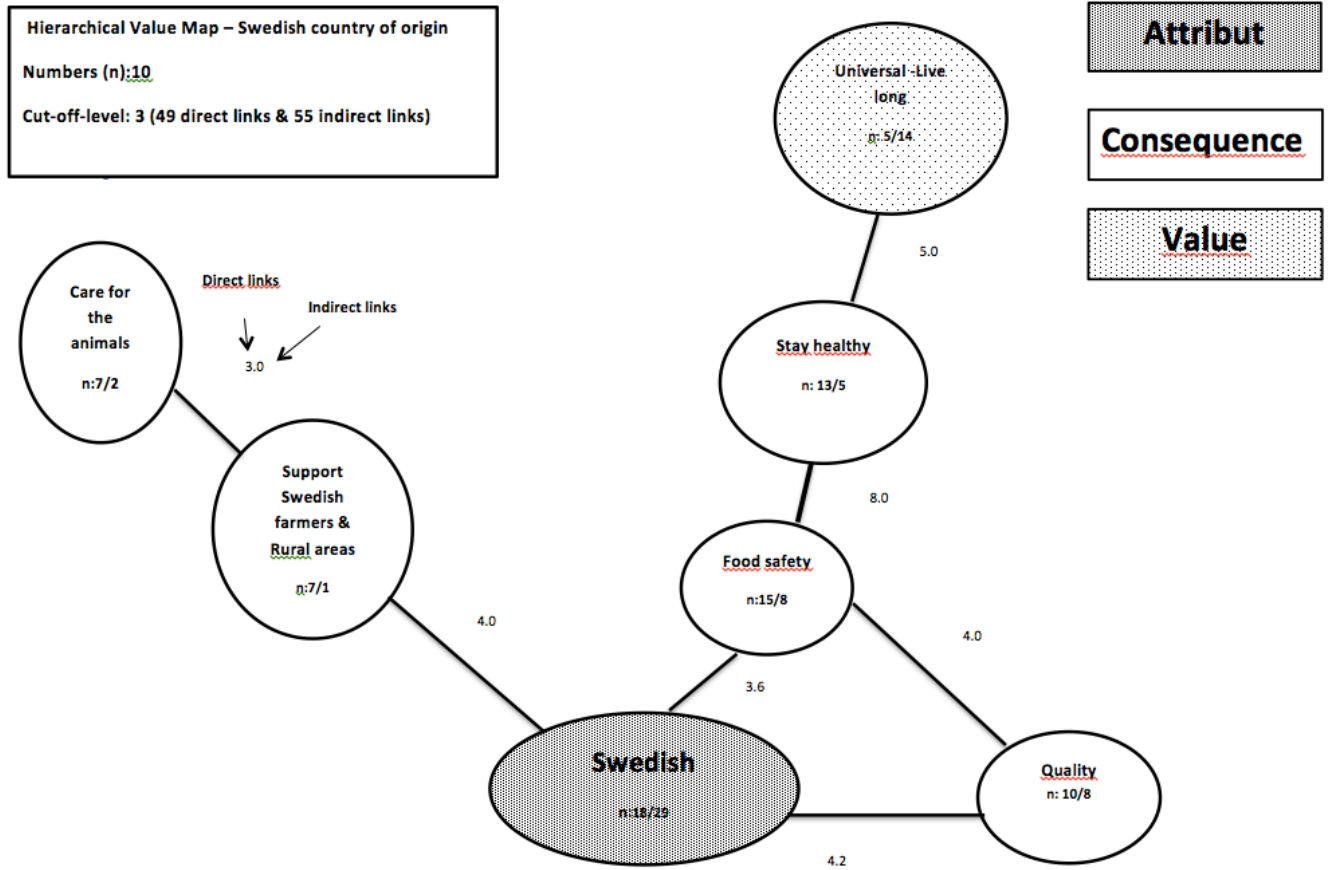 Hierarchical Value Map – Swedish country of origin
Numbers (n):10
Cut-off-level: 3 (49 direct links & 55 indirect links)
Attribut
Consequence
Value
Universal -Live
long
n: 5/14
5.0
Care for
the
animals
n:7/2
Direct links
Indirect links
3.0
Stay healthy
n: 13/5
8.0
Support
Swedish
farmers &
Rural areas
n:7/1
4.0
Food safety
n:15/8
4.0
3.6
Swedish
n:18/29
Quality
n: 10/8
4.2